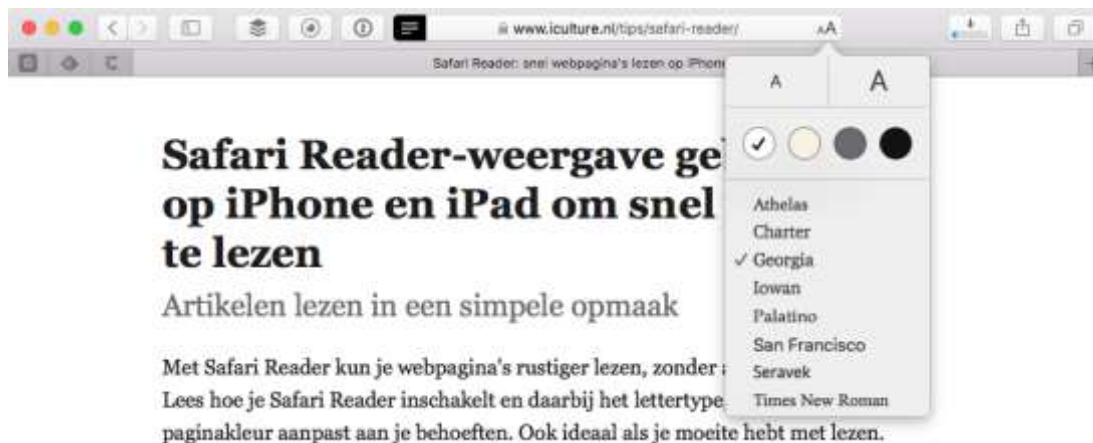 www.iculture.nl/tips/safari-reader/
AA
Safari Reader: snel webpagina's lezen op iPhone
A
A
Safari Reader-weergave
op iPhone en iPad om snel
te lezen
Artikelen lezen in een simpele opmaak
Met Safari Reader kun je webpagina's rustiger lezen, zonder
Lees hoe je Safari Reader inschakelt en daarbij het lettertype
paginakleur aanpast aan je behoeften. Ook ideaal als je moeite hebt met lezen.
Athelas
Charter
✓ Georgia
Iowan
Palatino
San Francisco
Seravek
Times New Roman